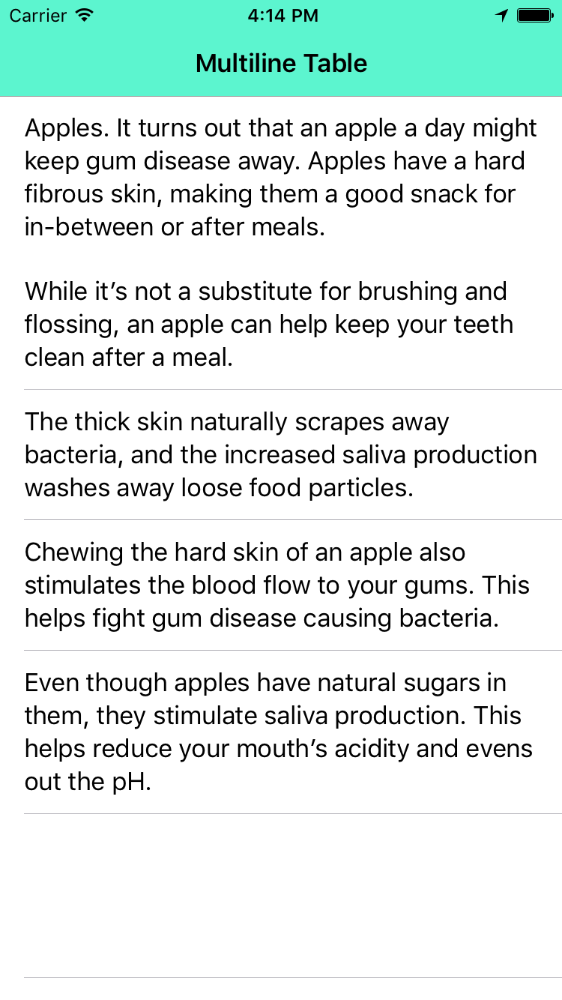 Carrier 4:14 PM
Multiline Table
Apples. It turns out that an apple a day might
keep gum disease away. Apples have a hard
fibrous skin, making them a good snack for
in-between or after meals.
While it’s not a substitute for brushing and
flossing, an apple can help keep your teeth
clean after a meal.
The thick skin naturally scrapes away
bacteria, and the increased saliva production
washes away loose food particles.
Chewing the hard skin of an apple also
stimulates the blood flow to your gums. This
helps fight gum disease causing bacteria.
Even though apples have natural sugars in
them, they stimulate saliva production. This
helps reduce your mouth’s acidity and evens
out the pH.